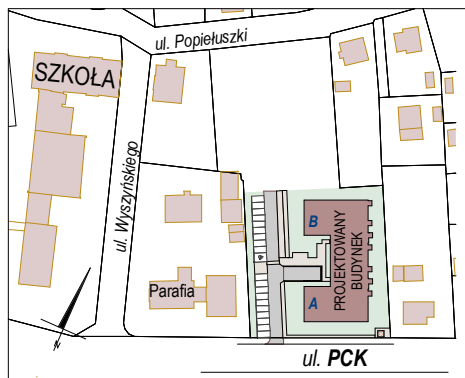 ul. Popiełuszki
SZKOŁA
ul. Wyszyńskiego
B
PROJEKTOWANY
BUDYNEK
A
Parafia
N
ul. PCK